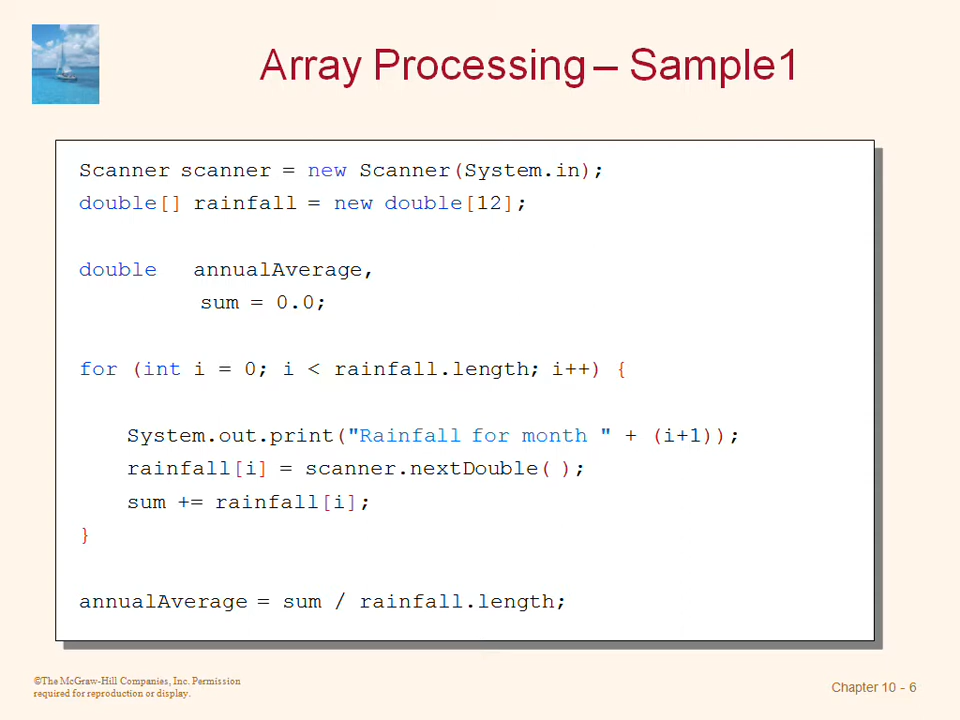 Array Processing – Sample1
Scanner scanner = new Scanner(System.in);
double[] rainfall = new double[12];
double annualAverage,
sum = 0.0;
for (int i = 0; i < rainfall.length; i++) {
System.out.print("Rainfall for month " + (i+1));
rainfall[i] = scanner.nextDouble( );
sum += rainfall[i];
}
annualAverage = sum / rainfall.length;
©The McGraw-Hill Companies, Inc. Permission
required for reproduction or display.
Chapter 10 - 6